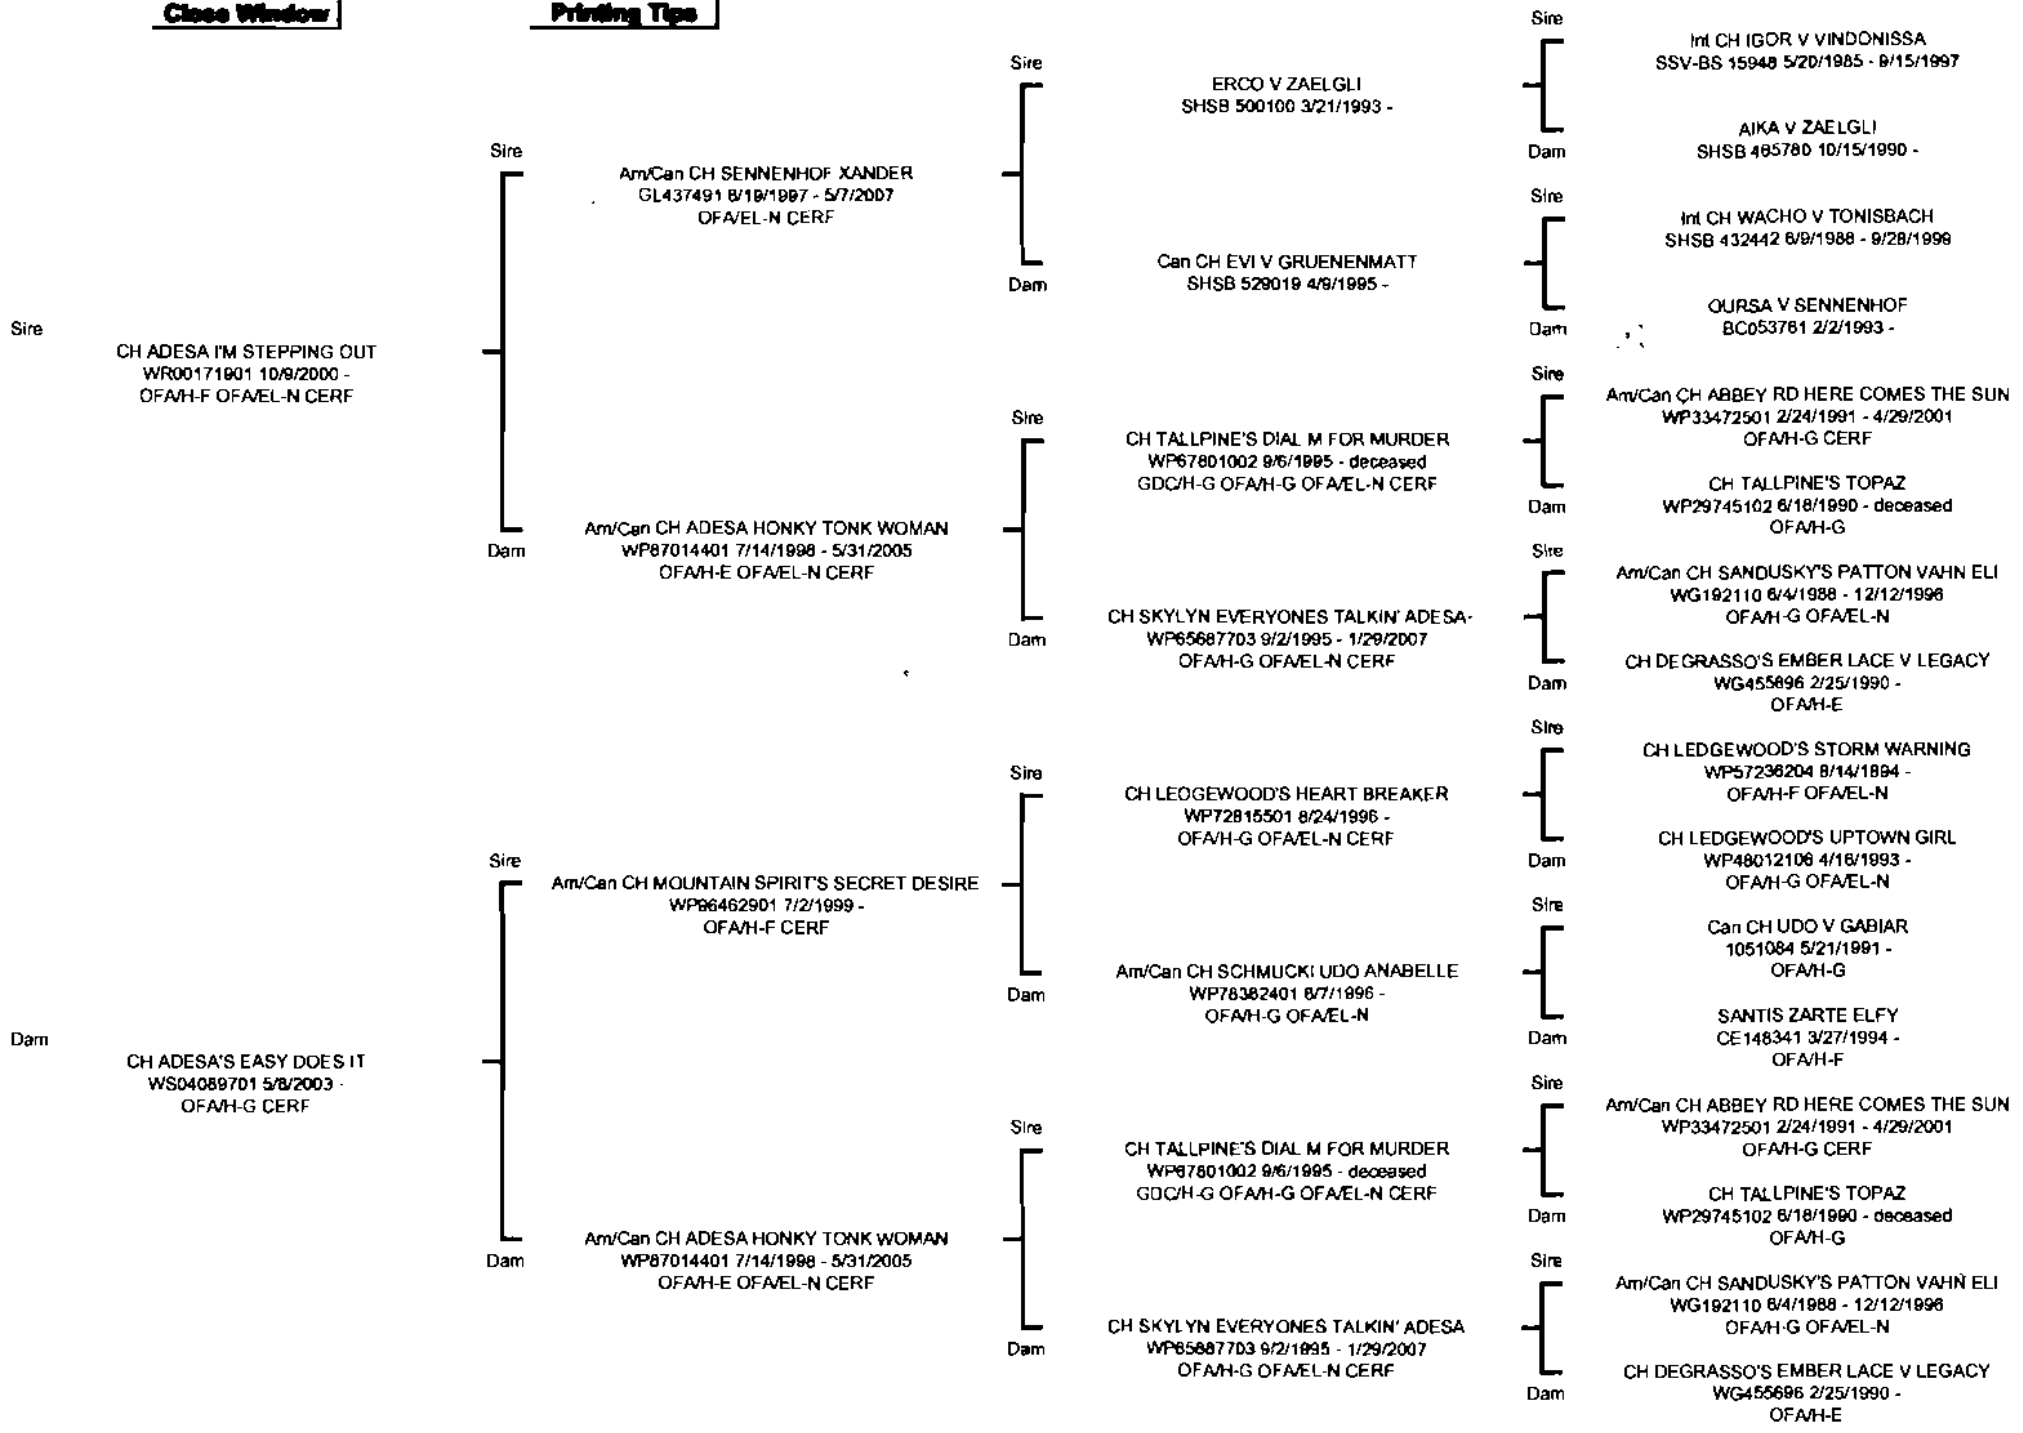 Close Window
Printing Tips
Sire
CH ADESA I'M STEPPING OUT
WR00171901 10/9/2000 -
OFA/H-F OFA/EL-N CERF
Dam
CH ADESA'S EASY DOES IT
WS04089701 5/8/2003 -
OFA/H-G CERF
Sire
Am/Can CH SENNENHOF XANDER
GL437491 8/19/1997 - 5/7/2007
OFA/EL-N CERF
Dam
Am/Can CH ADESA HONKY TONK WOMAN
WP87014401 7/14/1998 - 5/31/2005
OFA/H-E OFA/EL-N CERF
Sire
Am/Can CH MOUNTAIN SPIRIT'S SECRET DESIRE
WP96462901 7/2/1999 -
OFA/H-F CERF
Dam
Am/Can CH ADESA HONKY TONK WOMAN
WP87014401 7/14/1998 - 5/31/2005
OFA/H-E OFA/EL-N CERF
Sire
ERCO V ZAELGLI
SHSB 500100 3/21/1993 -
Dam
Can CH EVI V GRUENENMATT
SHSB 529019 4/9/1995 -
Sire
CH TALLPINE'S DIAL M FOR MURDER
WP67801002 9/6/1995 - deceased
GDC/H-G OFA/H-G OFA/EL-N CERF
Dam
CH SKYLYN EVERYONES TALKIN' ADESA-
WP65687703 9/2/1995 - 1/29/2007
OFA/H-G OFA/EL-N CERF
Sire
CH LEDGEWOOD'S HEART BREAKER
WP72815501 8/24/1996 -
OFA/H-G OFA/EL-N CERF
Dam
Am/Can CH SCHMUCKI UDO ANABELLE
WP78382401 6/7/1996 -
OFA/H-G OFA/EL-N
Sire
CH TALLPINE'S DIAL M FOR MURDER
WP67801002 9/6/1995 - deceased
GDC/H-G OFA/H-G OFA/EL-N CERF
Dam
CH SKYLYN EVERYONES TALKIN' ADESA
WP65687703 9/2/1995 - 1/29/2007
OFA/H-G OFA/EL-N CERF
Sire
Int CH IGOR V VINDONISSA
SSV-BS 15948 5/20/1985 - 9/15/1997
Dam
AIKA V ZAELGLI
SHSB 465780 10/15/1990 -
Sire
Int CH WACHO V TONISBACH
SHSB 432442 6/9/1988 - 9/28/1999
Dam
OURSA V SENNENHOF
BC053761 2/2/1993 -
Sire
Am/Can CH ABBEY RD HERE COMES THE SUN
WP33472501 2/24/1991 - 4/29/2001
OFA/H-G CERF
Dam
CH TALLPINE'S TOPAZ
WP29745102 6/18/1990 - deceased
OFA/H-G
Sire
Am/Can CH SANDUSKY'S PATTON VAHN ELI
WG192110 6/4/1988 - 12/12/1996
OFA/H-G OFA/EL-N
Dam
CH DEGRASSO'S EMBER LACE V LEGACY
WG455696 2/25/1990 -
OFA/H-E
Sire
CH LEDGEWOOD'S STORM WARNING
WP57236204 8/14/1994 -
OFA/H-F OFA/EL-N
Dam
CH LEDGEWOOD'S UPTOWN GIRL
WP48012106 4/16/1993 -
OFA/H-G OFA/EL-N
Sire
Can CH UDO V GABIAR
1051084 5/21/1991 -
OFA/H-G
Dam
SANTIS ZARTE ELFY
CE148341 3/27/1994 -
OFA/H-F
Sire
Am/Can CH ABBEY RD HERE COMES THE SUN
WP33472501 2/24/1991 - 4/29/2001
OFA/H-G CERF
Dam
CH TALLPINE'S TOPAZ
WP29745102 6/18/1990 - deceased
OFA/H-G
Sire
Am/Can CH SANDUSKY'S PATTON VAHN ELI
WG192110 6/4/1988 - 12/12/1996
OFA/H-G OFA/EL-N
Dam
CH DEGRASSO'S EMBER LACE V LEGACY
WG455696 2/25/1990 -
OFA/H-E